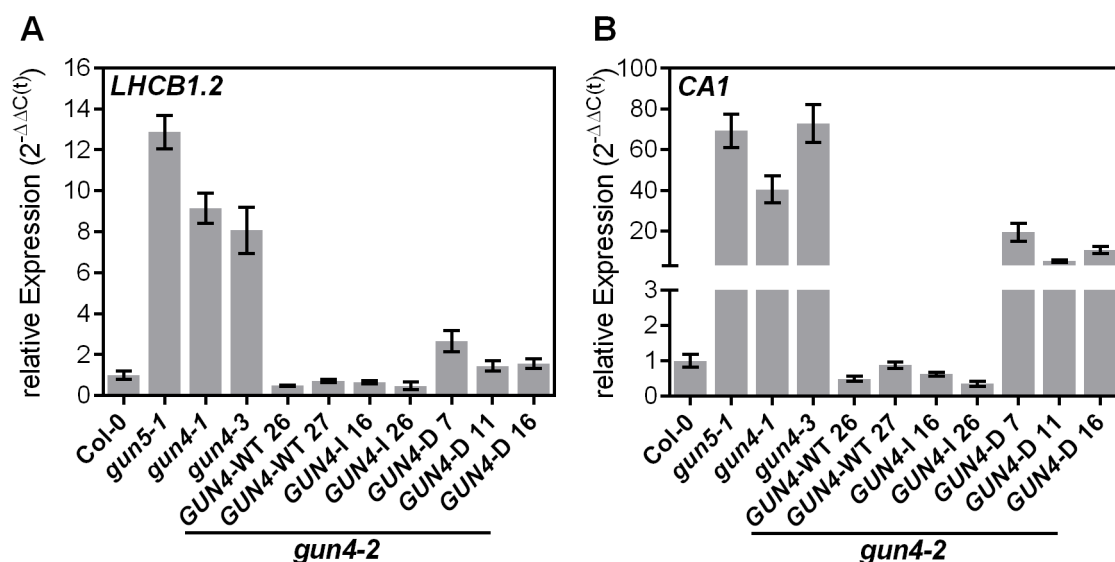 A
relative Expression (2^-ΔΔC(t))
16
14
12
10
8
6
4
2
0
LHCB1.2
Col-0
gun5-1
gun4-1
gun4-3
GUN4-WT 26
GUN4-WT 27
GUN4-I 16
GUN4-I 26
GUN4-D 7
GUN4-D 11
GUN4-D 16
gun4-2
B
relative Expression (2^-ΔΔC(t))
100
80
60
40
20
3
2
1
0
CA1
Col-0
gun5-1
gun4-1
gun4-3
GUN4-WT 26
GUN4-WT 27
GUN4-I 16
GUN4-I 26
GUN4-D 7
GUN4-D 11
GUN4-D 16
gun4-2